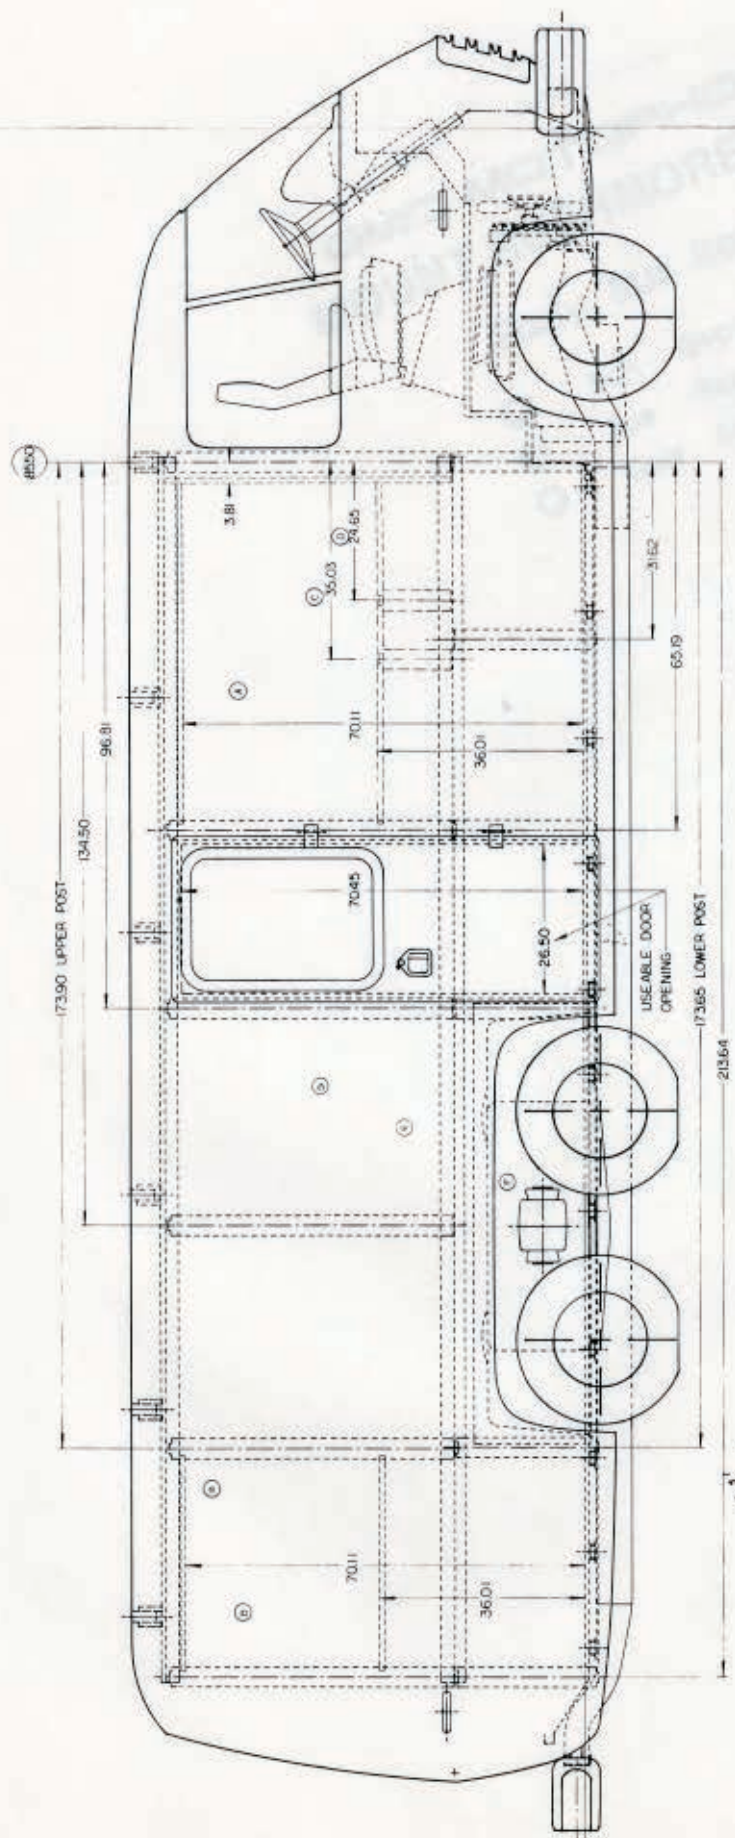 8850
173.90 UPPER POST
134.50
96.81
3.81
35.03
C
24.65
D
A
70.11
36.01
31.62
65.19
70.45
26.50
USEABLE DOOR
OPENING
173.65 LOWER POST
213.64
70.11
36.01
B